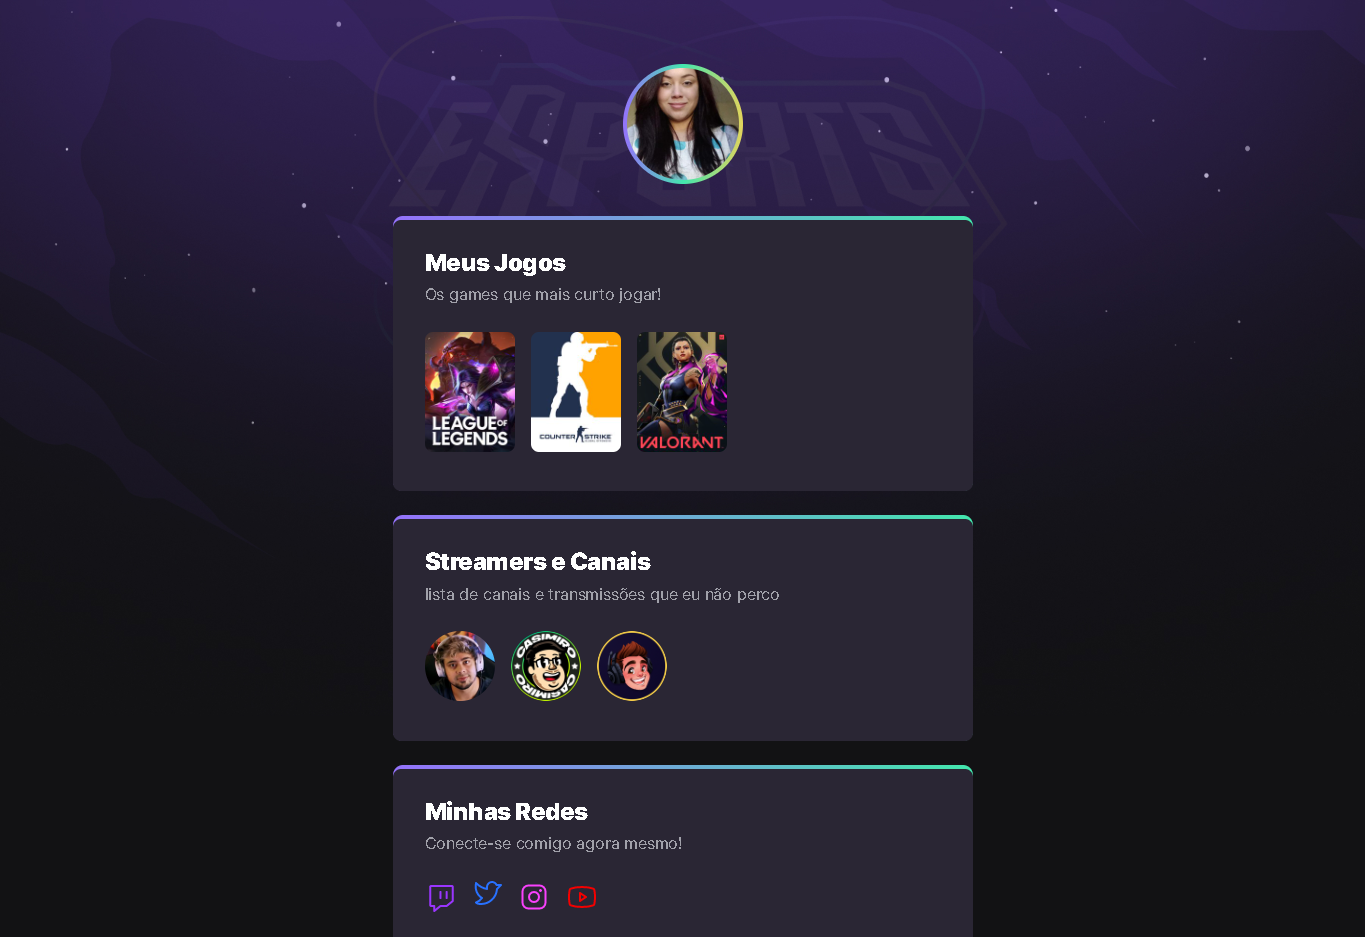 ESPORTS
Meus Jogos
Os games que mais curto jogar!
LEAGUE OF
LEGENDS
COUNTER STRIKE
VALORANT
Streamers e Canais
lista de canais e transmissões que eu não perco
CASIMIRO
CASIMIRO
Minhas Redes
Conecte-se comigo agora mesmo!